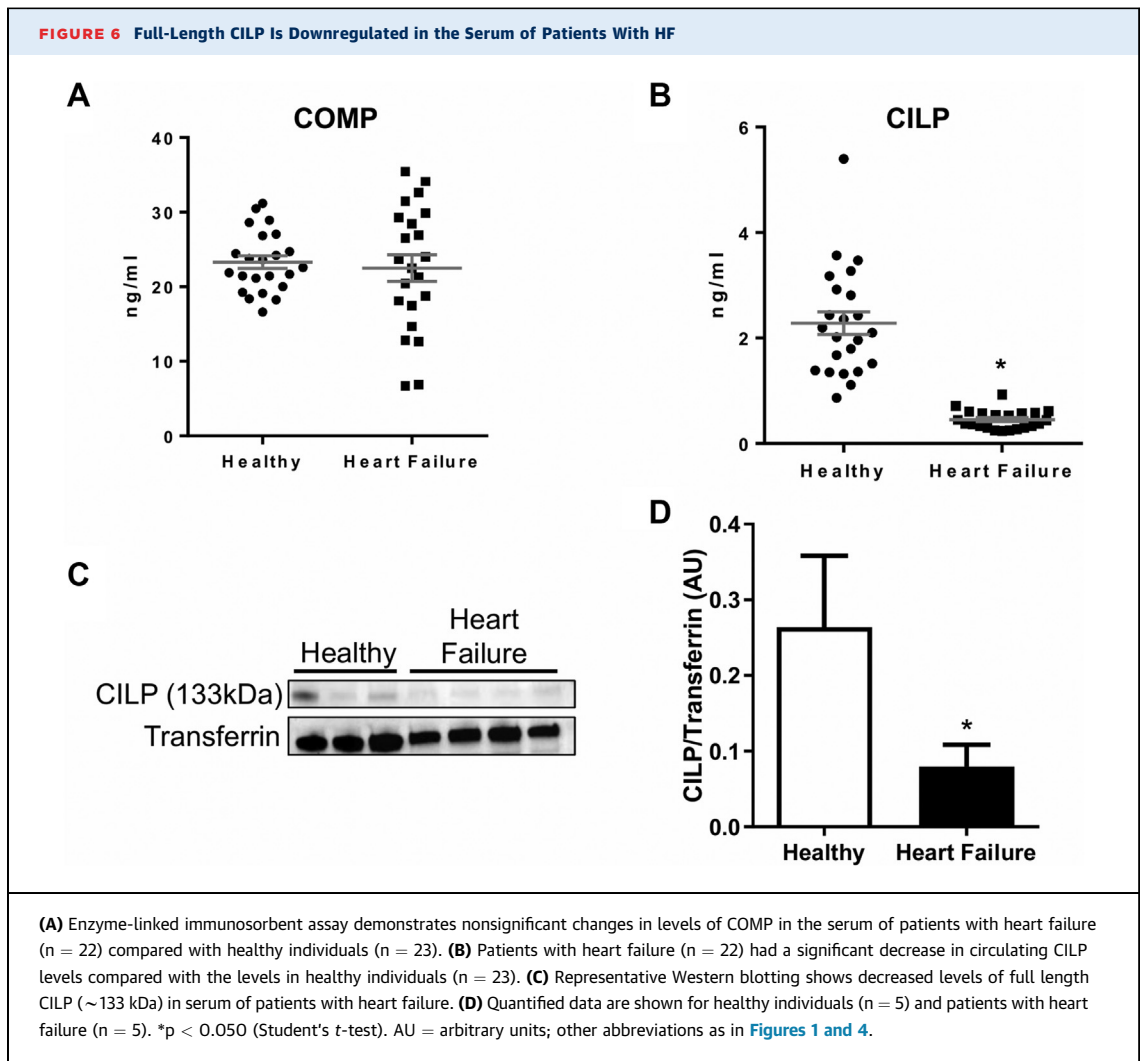 FIGURE 6 Full-Length CILP Is Downregulated in the Serum of Patients With HF
A
COMP
40
30
20
10
0
ng/ml
Healthy
Heart Failure
B
CILP
6
4
2
0
ng/ml
*
Healthy
Heart Failure
C
Healthy
Heart
Failure
CILP (133kDa)
Transferrin
D
0.4
0.3
0.2
0.1
0.0
CILP/Transferrin (AU)
*
Healthy
Heart Failure
(A) Enzyme-linked immunosorbent assay demonstrates nonsignificant changes in levels of COMP in the serum of patients with heart failure
(n = 22) compared with healthy individuals (n = 23). (B) Patients with heart failure (n = 22) had a significant decrease in circulating CILP
levels compared with the levels in healthy individuals (n = 23). (C) Representative Western blotting shows decreased levels of full length
CILP (~133 kDa) in serum of patients with heart failure. (D) Quantified data are shown for healthy individuals (n = 5) and patients with heart
failure (n = 5). *p < 0.050 (Student's t-test). AU = arbitrary units; other abbreviations as in Figures 1 and 4.